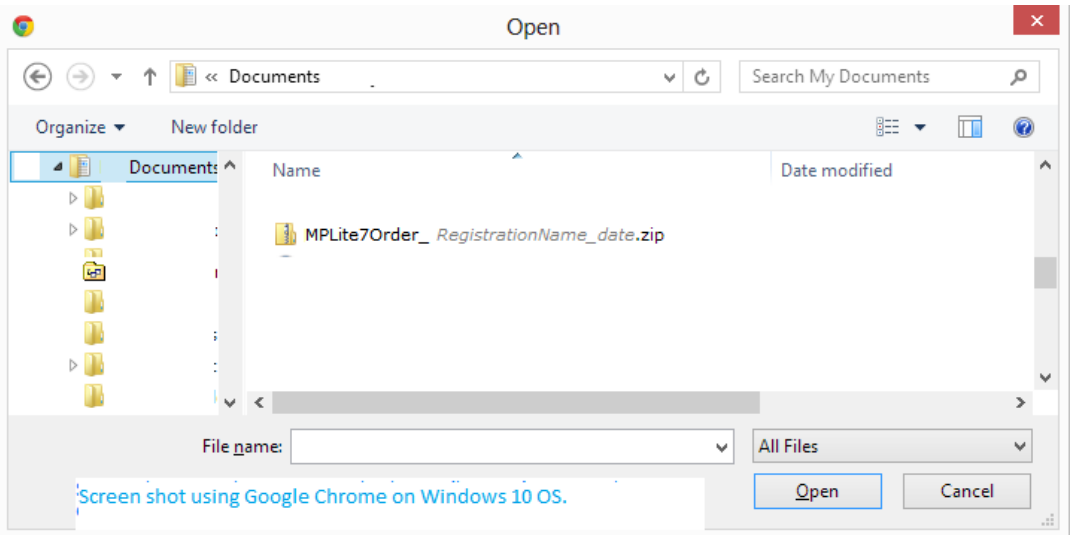 Open
« Documents
Search My Documents
Organize
New folder
Documents
Name
Date modified
MPLite7Order_ RegistrationName_date.zip
File name:
All Files
Screen shot using Google Chrome on Windows 10 OS.
Open
Cancel